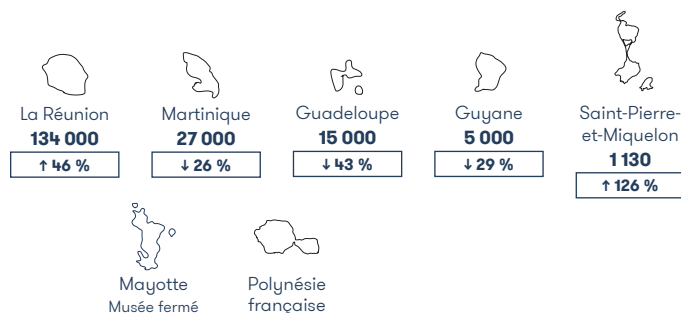 La Réunion
134 000
↑ 46 %
Martinique
27 000
↓ 26 %
Guadeloupe
15 000
↓ 43 %
Guyane
5 000
↓ 29 %
Saint-Pierre-
et-Miquelon
1 130
↑ 126 %
Mayotte
Musée fermé
Polynésie
française